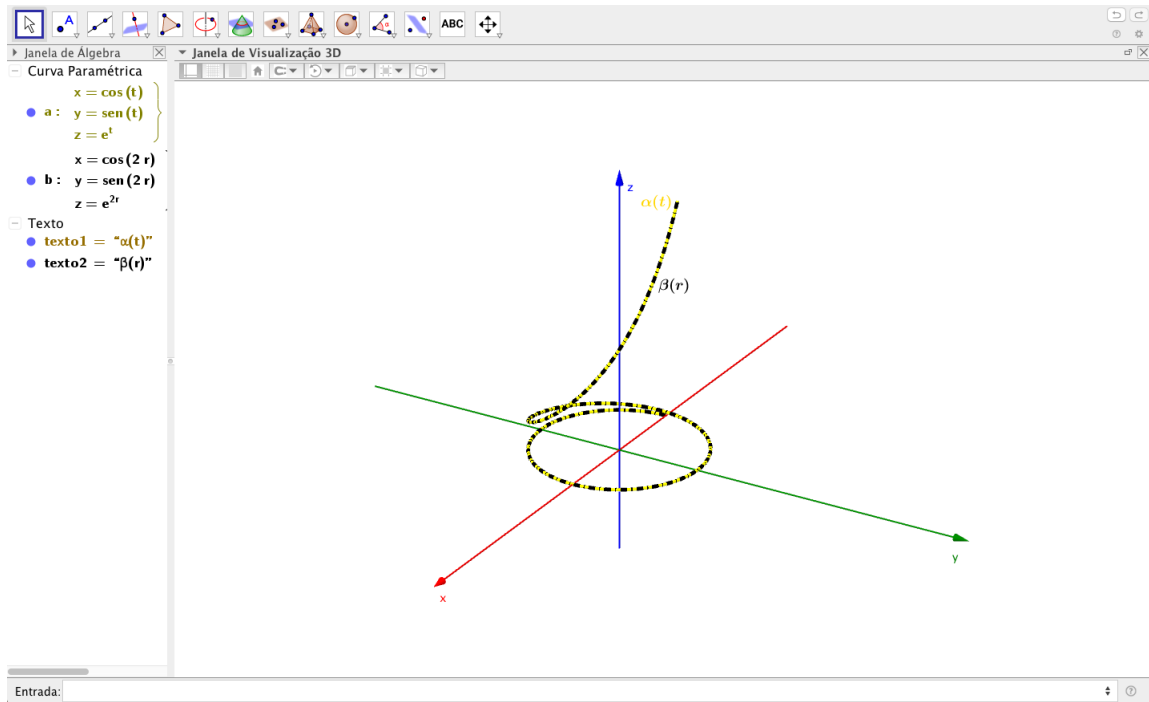 ABC
Janela de Álgebra
Janela de Visualização 3D
Curva Paramétrica
x = cos (t)
a : y = sen (t)
z = e^t
x = cos (2 r)
b : y = sen (2 r)
z = e^2r
Texto
texto1 = “α(t)”
texto2 = “β(r)”
z
α(t)
β(r)
y
x
Entrada: